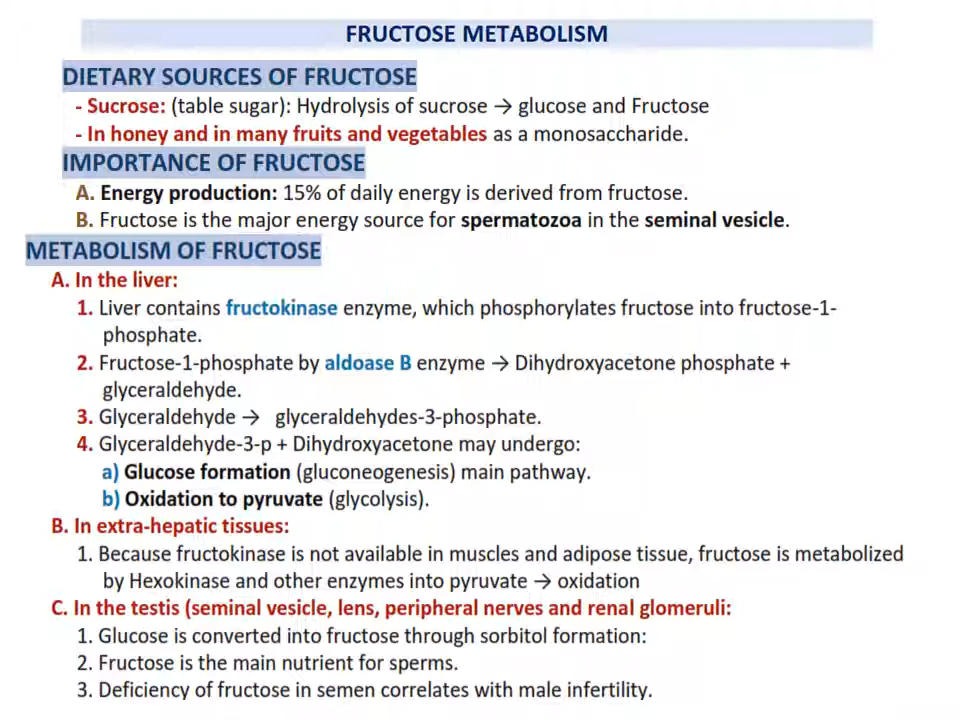 FRUCTOSE METABOLISM
DIETARY SOURCES OF FRUCTOSE
- Sucrose: (table sugar): Hydrolysis of sucrose → glucose and Fructose
- In honey and in many fruits and vegetables as a monosaccharide.
IMPORTANCE OF FRUCTOSE
A. Energy production: 15% of daily energy is derived from fructose.
B. Fructose is the major energy source for spermatozoa in the seminal vesicle.
METABOLISM OF FRUCTOSE
A. In the liver:
1. Liver contains fructokinase enzyme, which phosphorylates fructose into fructose-1-
phosphate.
2. Fructose-1-phosphate by aldoase B enzyme → Dihydroxyacetone phosphate +
glyceraldehyde.
3. Glyceraldehyde → glyceraldehydes-3-phosphate.
4. Glyceraldehyde-3-p + Dihydroxyacetone may undergo:
a) Glucose formation (gluconeogenesis) main pathway.
b) Oxidation to pyruvate (glycolysis).
B. In extra-hepatic tissues:
1. Because fructokinase is not available in muscles and adipose tissue, fructose is metabolized
by Hexokinase and other enzymes into pyruvate → oxidation
C. In the testis (seminal vesicle, lens, peripheral nerves and renal glomeruli:
1. Glucose is converted into fructose through sorbitol formation:
2. Fructose is the main nutrient for sperms.
3. Deficiency of fructose in semen correlates with male infertility.